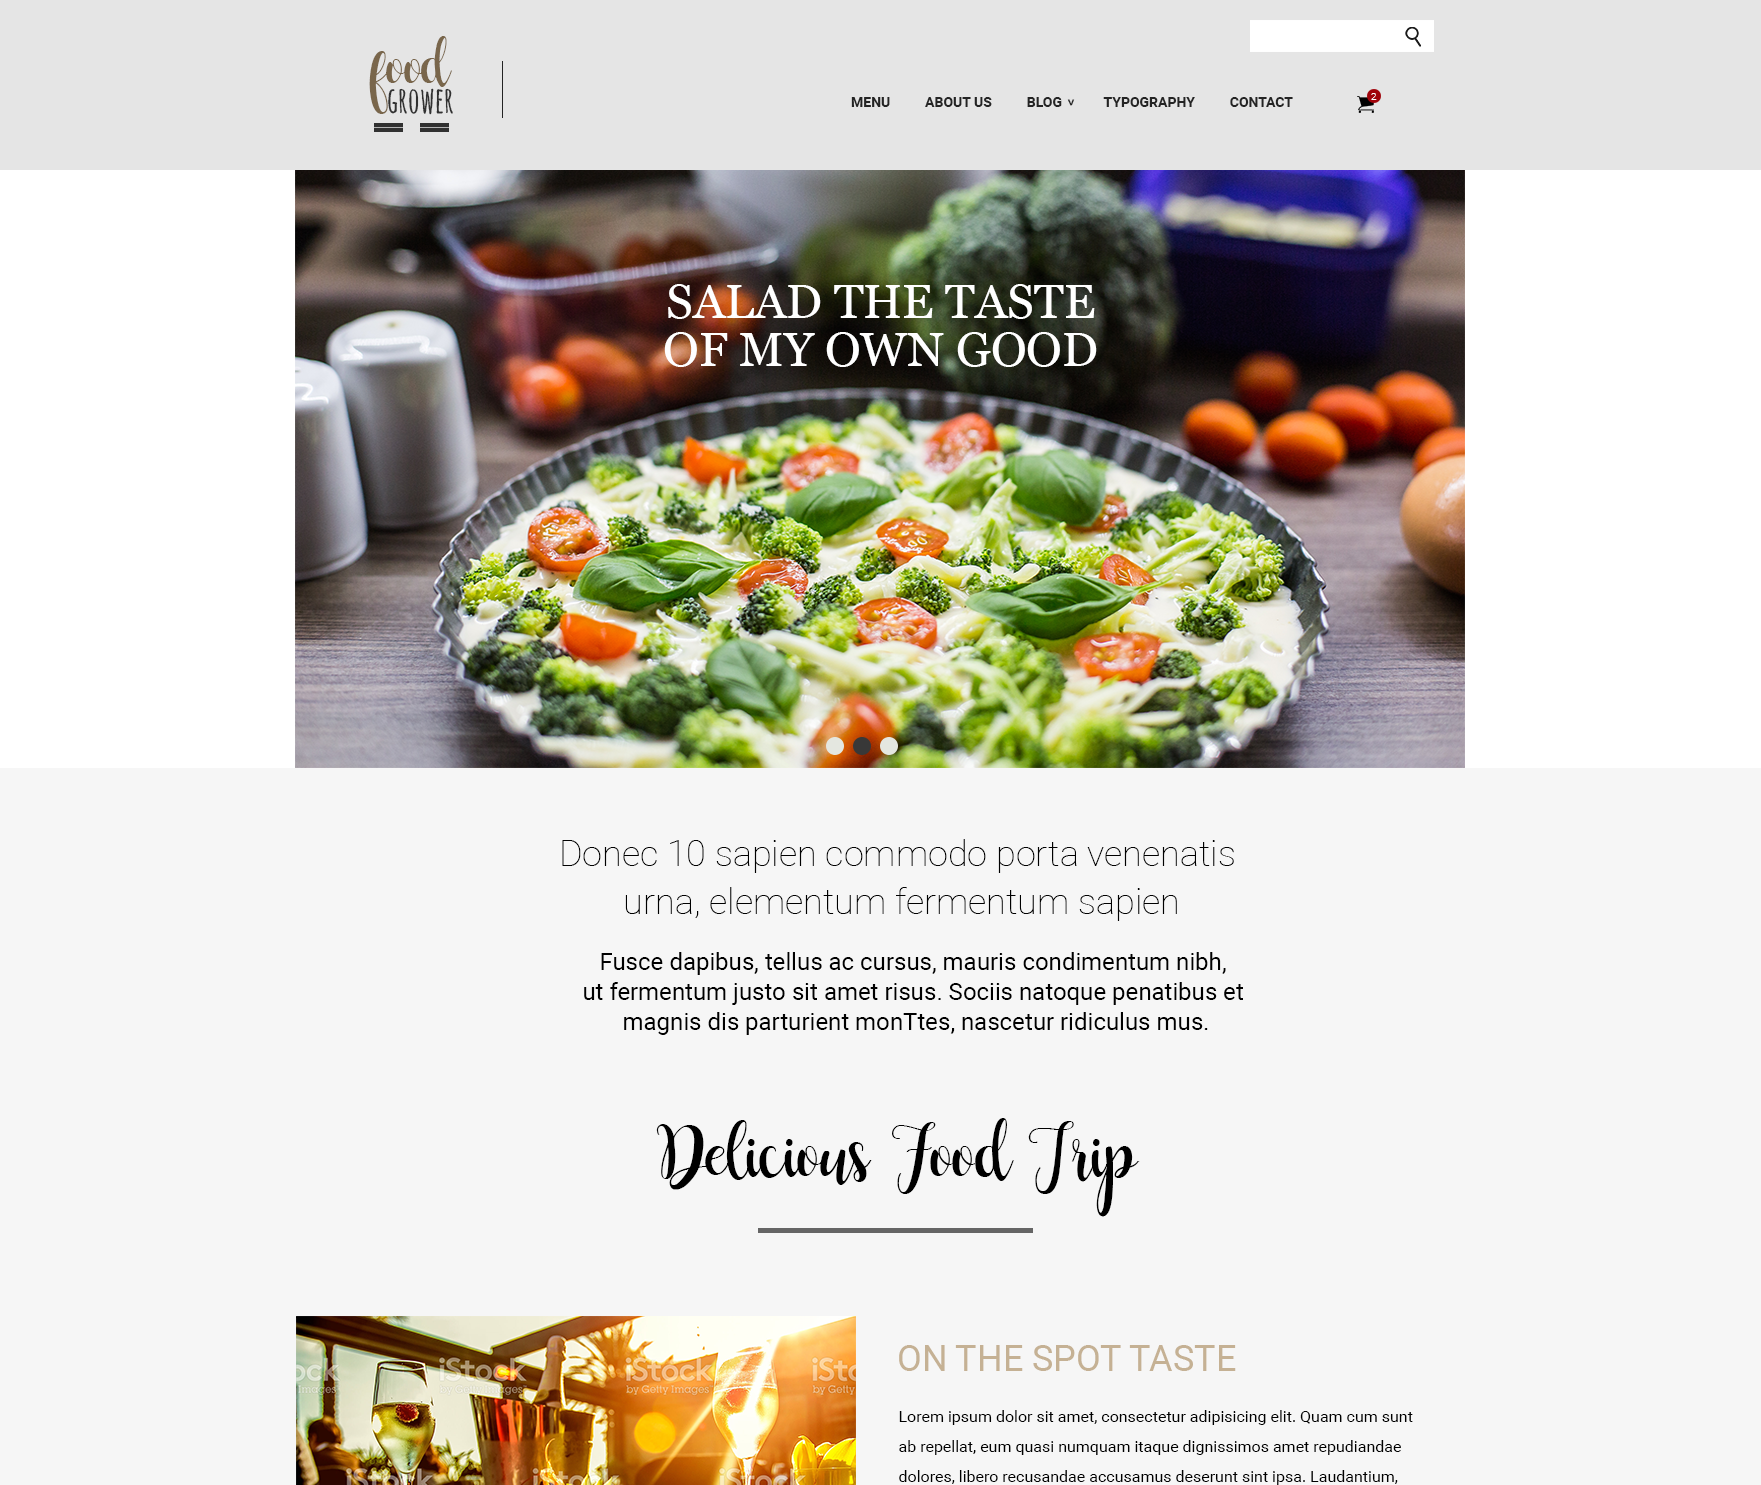 food
GROWER
MENU ABOUT US BLOG ˅ TYPOGRAPHY CONTACT 2
SALAD THE TASTE
OF MY OWN GOOD
Donec 10 sapien commodo porta venenatis
urna, elementum fermentum sapien
Fusce dapibus, tellus ac cursus, mauris condimentum nibh,
ut fermentum justo sit amet risus. Sociis natoque penatibus et
magnis dis parturient monTtes, nascetur ridiculus mus.
Delicious Food Trip
ock iStock iStock iSto
Images by Getty Images by Getty Images by Getty
iStock iStock iStock
ON THE SPOT TASTE
Lorem ipsum dolor sit amet, consectetur adipisicing elit. Quam cum sunt
ab repellat, eum quasi numquam itaque dignissimos amet repudiandae
dolores, libero recusandae accusamus deserunt sint ipsa. Laudantium,